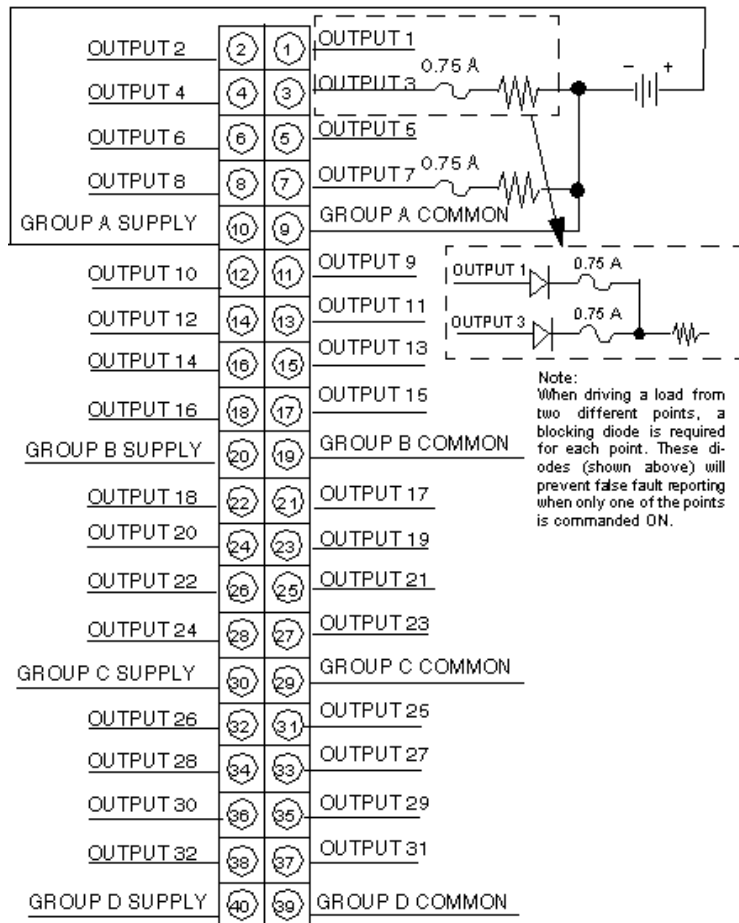 OUTPUT 2 2 1 OUTPUT 1
0.75 A
- +
OUTPUT 4 4 3 OUTPUT 3
OUTPUT 6 6 5 OUTPUT 5
0.75 A
OUTPUT 8 8 7 OUTPUT 7
GROUP A SUPPLY 10 9 GROUP A COMMON
OUTPUT 10 12 11 OUTPUT 9
OUTPUT 1 0.75 A
OUTPUT 12 14 13 OUTPUT 11
OUTPUT 3 0.75 A
OUTPUT 14 16 15 OUTPUT 13
OUTPUT 16 18 17 OUTPUT 15
GROUP B SUPPLY 20 19 GROUP B COMMON
Note:
When driving a load from
two different points, a
blocking diode is required
for each point. These di-
odes (shown above) will
prevent false fault reporting
when only one of the points
is commanded ON.
OUTPUT 18 22 21 OUTPUT 17
OUTPUT 20 24 23 OUTPUT 19
OUTPUT 22 26 25 OUTPUT 21
OUTPUT 24 28 27 OUTPUT 23
GROUP C SUPPLY 30 29 GROUP C COMMON
OUTPUT 26 32 31 OUTPUT 25
OUTPUT 28 34 33 OUTPUT 27
OUTPUT 30 36 35 OUTPUT 29
OUTPUT 32 38 37 OUTPUT 31
GROUP D SUPPLY 40 39 GROUP D COMMON